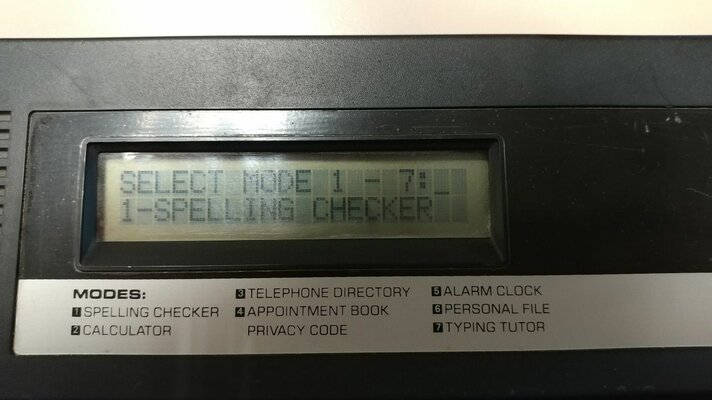 SELECT MODE 1 - 7:_
1-SPELLING CHECKER
MODES:
1 SPELLING CHECKER
2 CALCULATOR
3 TELEPHONE DIRECTORY
4 APPOINTMENT BOOK
PRIVACY CODE
5 ALARM CLOCK
6 PERSONAL FILE
7 TYPING TUTOR